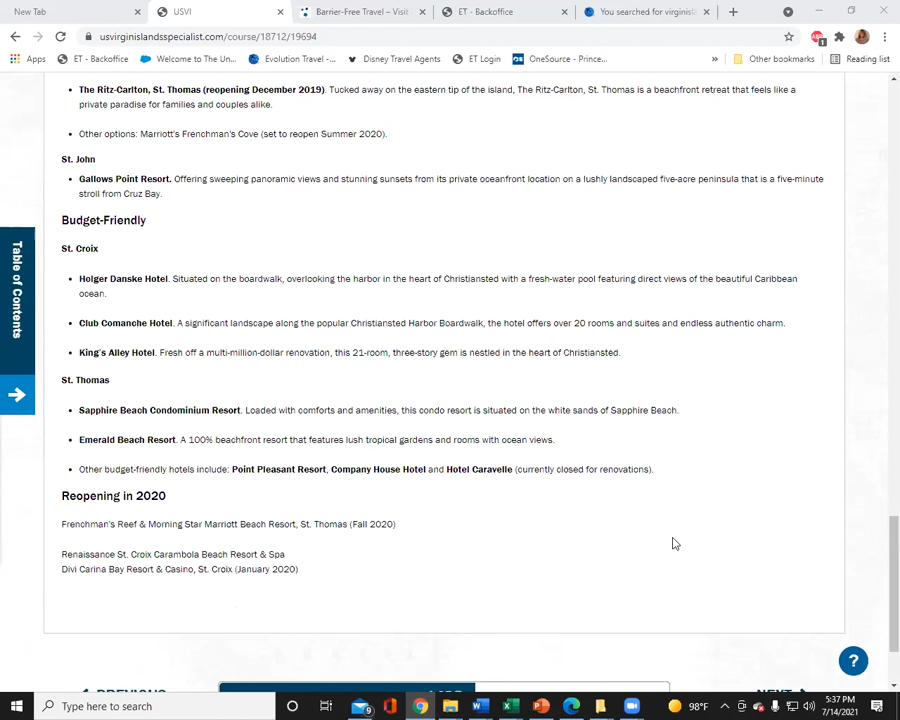 New Tab
USVI
Barrier-Free Travel – Visit
ET - Backoffice
You searched for virginisl
usvirginislandsspecialist.com/course/18712/19694
Apps
ET - Backoffice
Welcome to The Un...
Evolution Travel -...
Disney Travel Agents
ET Login
OneSource - Prince...
»
Other bookmarks
Reading list
• The Ritz-Carlton, St. Thomas (reopening December 2019). Tucked away on the eastern tip of the island, The Ritz-Carlton, St. Thomas is a beachfront retreat that feels like a
private paradise for families and couples alike.
• Other options: Marriott's Frenchman's Cove (set to reopen Summer 2020).
St. John
• Gallows Point Resort. Offering sweeping panoramic views and stunning sunsets from its private oceanfront location on a lushly landscaped five-acre peninsula that is a five-minute
stroll from Cruz Bay.
Budget-Friendly
St. Croix
• Holger Danske Hotel. Situated on the boardwalk, overlooking the harbor in the heart of Christiansted with a fresh-water pool featuring direct views of the beautiful Caribbean
ocean.
• Club Comanche Hotel. A significant landscape along the popular Christiansted Harbor Boardwalk, the hotel offers over 20 rooms and suites and endless authentic charm.
• King's Alley Hotel. Fresh off a multi-million-dollar renovation, this 21-room, three-story gem is nestled in the heart of Christiansted.
St. Thomas
• Sapphire Beach Condominium Resort. Loaded with comforts and amenities, this condo resort is situated on the white sands of Sapphire Beach.
• Emerald Beach Resort. A 100% beachfront resort that features lush tropical gardens and rooms with ocean views.
• Other budget-friendly hotels include: Point Pleasant Resort, Company House Hotel and Hotel Caravelle (currently closed for renovations).
Reopening in 2020
Frenchman's Reef & Morning Star Marriott Beach Resort, St. Thomas (Fall 2020)
Renaissance St. Croix Carambola Beach Resort & Spa
Divi Carina Bay Resort & Casino, St. Croix (January 2020)
Table of Contents
?
PREVIOUS
NEXT
Type here to search
9
98°F
5:37 PM
7/14/2021